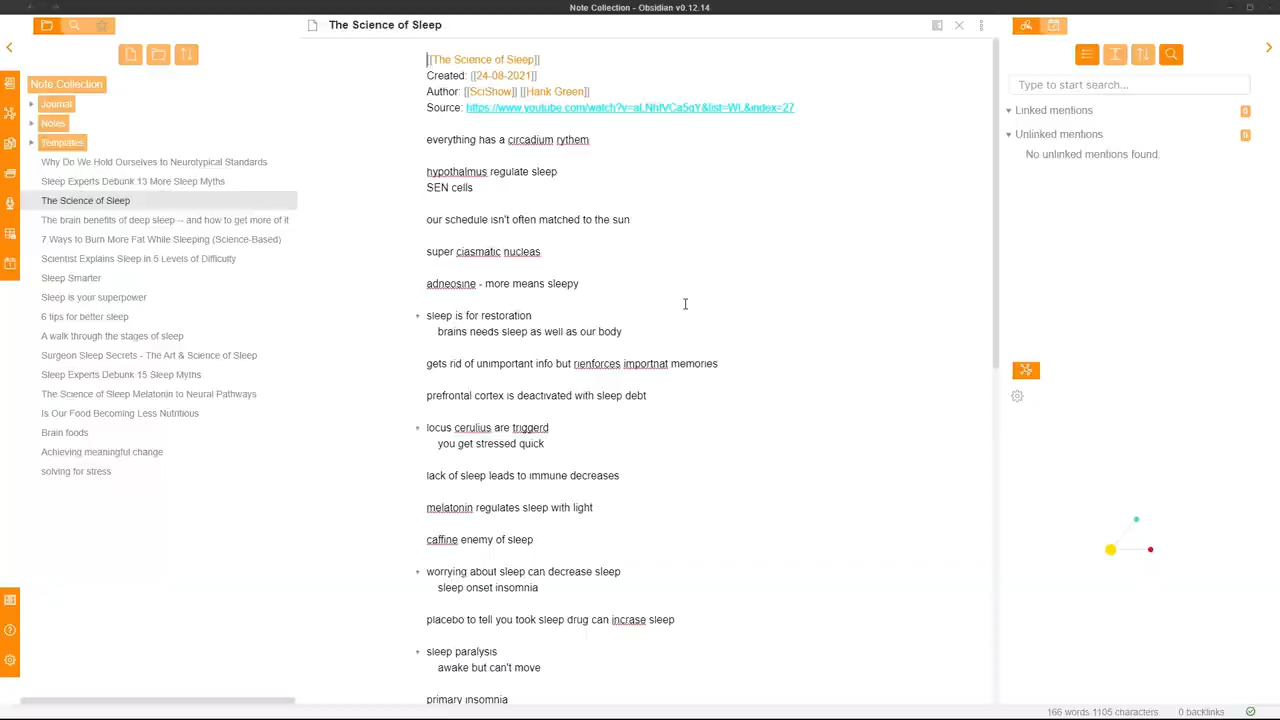 Note Collection - Obsidian v0.12.14
The Science of Sleep
Note Collection
Journal
Notes
Templates
Why Do We Hold Ourselves to Neurotypical Standards
Sleep Experts Debunk 13 More Sleep Myths
The Science of Sleep
The brain benefits of deep sleep -- and how to get more of it
7 Ways to Burn More Fat While Sleeping (Science-Based)
Scientist Explains Sleep in 5 Levels of Difficulty
Sleep Smarter
Sleep is your superpower
6 tips for better sleep
A walk through the stages of sleep
Surgeon Sleep Secrets - The Art & Science of Sleep
Sleep Experts Debunk 15 Sleep Myths
The Science of Sleep Melatonin to Neural Pathways
Is Our Food Becoming Less Nutritious
Brain foods
Achieving meaningful change
solving for stress
[[The Science of Sleep]]
Created: [[24-08-2021]]
Author: [[SciShow]] [[Hank Green]]
Source:
everything has a circadium rythem
hypothalmus regulate sleep
SEN cells
our schedule isn't often matched to the sun
super ciasmatic nucleas
adneosine - more means sleepy
sleep is for restoration
brains needs sleep as well as our body
gets rid of unimportant info but rienforces importnat memories
prefrontal cortex is deactivated with sleep debt
locus cerulius are triggerd
you get stressed quick
lack of sleep leads to immune decreases
melatonin regulates sleep with light
caffine enemy of sleep
worrying about sleep can decrease sleep
sleep onset insomnia
placebo to tell you took sleep drug can incrase sleep
sleep paralysis
awake but can't move
primary insomnia
Type to start search...
Linked mentions
0
Unlinked mentions
0
No unlinked mentions found.
166 words 1105 characters
0 backlinks